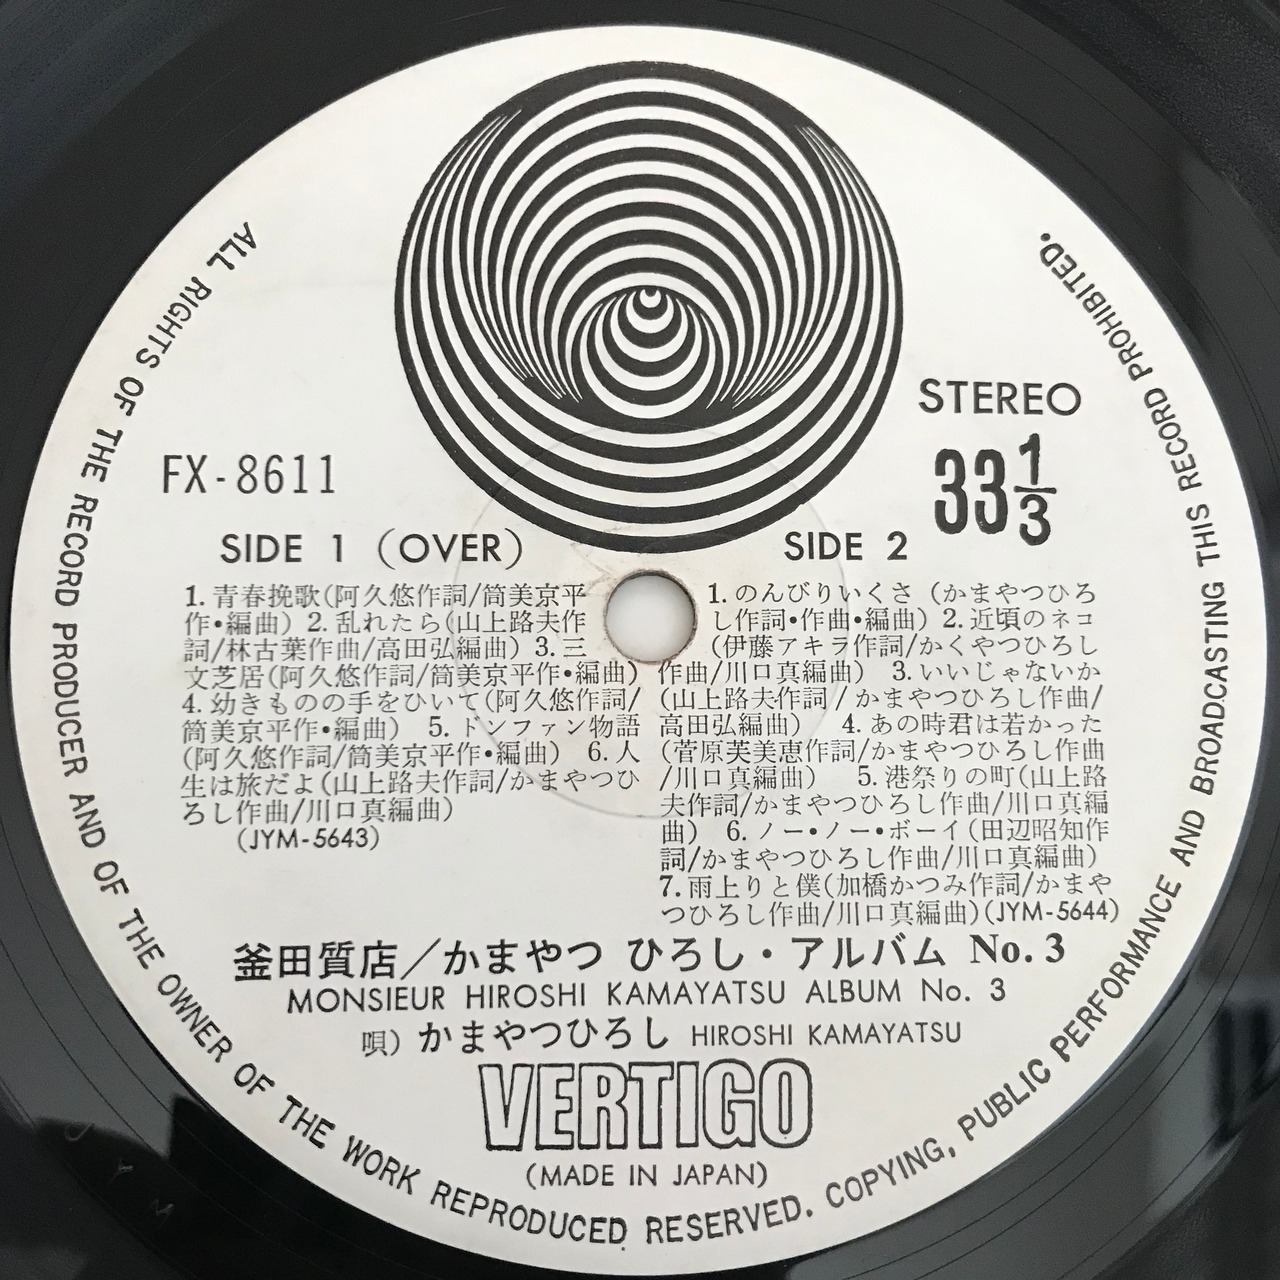 STEREO
FX-8611
33 1/3
SIDE 1 (OVER)
1. 青春挽歌(阿久悠作詞/筒美京平
作•編曲) 2. 乱れたら(山上路夫作
詞/林古葉作曲/高田弘編曲) 3. 三
文芝居(阿久悠作詞/筒美京平作•編曲)
4. 幼きものの手をひいて(阿久悠作詞/
筒美京平作•編曲) 5. ドンファン物語
(阿久悠作詞/筒美京平作•編曲) 6. 人
生は旅だよ(山上路夫作詞/かまやつひ
ろし作曲/川口真編曲)
(JYM-5643)
SIDE 2
1. のんびりいくさ (かまやつひろ
し作詞•作曲•編曲) 2. 近頃のネコ
(伊藤アキラ作詞/かくやつひろし
作曲/川口真編曲) 3. いいじゃないか
(山上路夫作詞/かまやつひろし作曲/
高田弘編曲) 4. あの時君は若かった
(菅原芙美恵作詞/かまやつひろし作曲
/川口真編曲) 5. 港祭りの町(山上路
夫作詞/かまやつひろし作曲/川口真編
曲) 6. ノー•ノー•ボーイ(田辺昭知作
詞/かまやつひろし作曲/川口真編曲)
7. 雨上りと僕(加橋かつみ作詞/かまや
つひろし作曲/川口真編曲)(JYM-5644)
釜田質店/かまやつ ひろし・アルバム No. 3
MONSIEUR HIROSHI KAMAYATSU ALBUM No. 3
唄) かまやつひろし HIROSHI KAMAYATSU
VERTIGO
(MADE IN JAPAN)
ALL RIGHTS OF THE RECORD PRODUCER AND OF THE OWNER OF THE WORK REPRODUCED RESERVED. COPYING, PUBLIC PERFORMANCE AND BROADCASTING THIS RECORD PROHIBITED.
J Y M